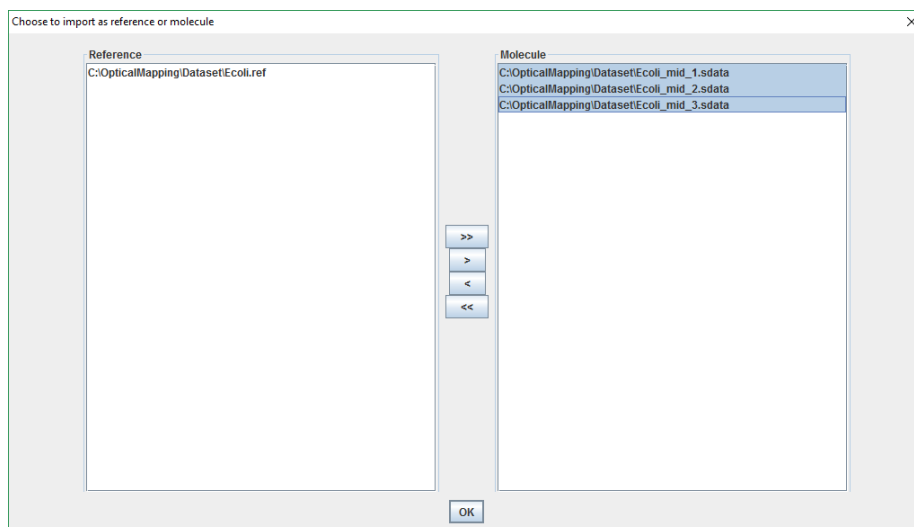 Choose to import as reference or molecule
Reference
C:\OpticalMapping\Dataset\Ecoli.ref
Molecule
C:\OpticalMapping\Dataset\Ecoli_mid_1.sdata
C:\OpticalMapping\Dataset\Ecoli_mid_2.sdata
C:\OpticalMapping\Dataset\Ecoli_mid_3.sdata
>>
>
<
<<
OK